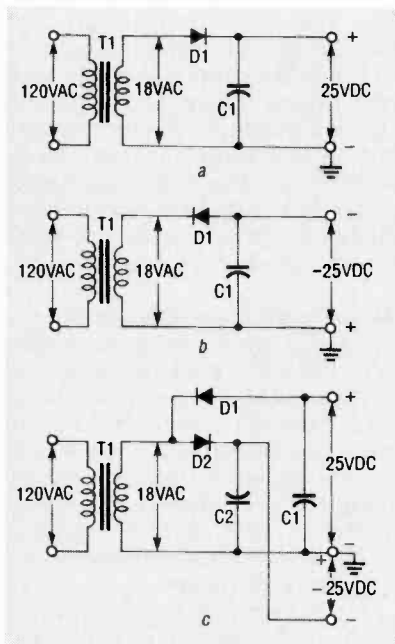 T1
D1
+
120VAC
18VAC
C1
25VDC
−
a
T1
D1
−
120VAC
18VAC
C1
−25VDC
+
b
D1
+
T1
D2
25VDC
120VAC
18VAC
C2
C1
−
+
−25VDC
c
−